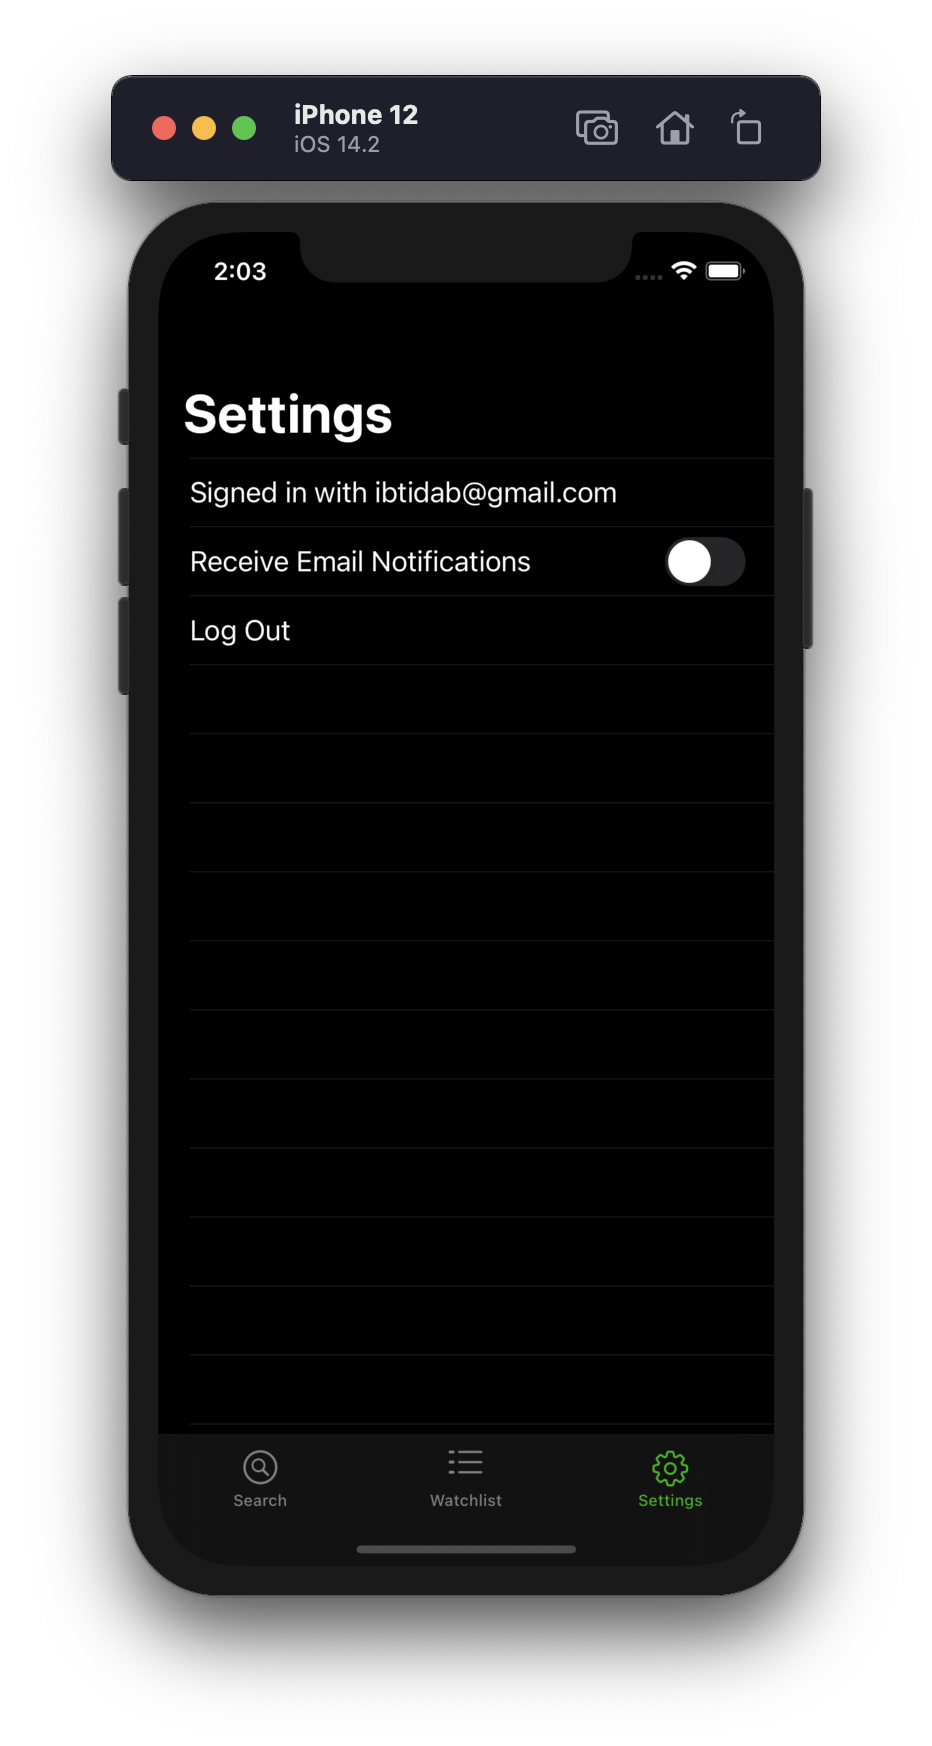 iPhone 12
iOS 14.2
2:03
Settings
Signed in with ibtidab@gmail.com
Receive Email Notifications
Log Out
Search
Watchlist
Settings